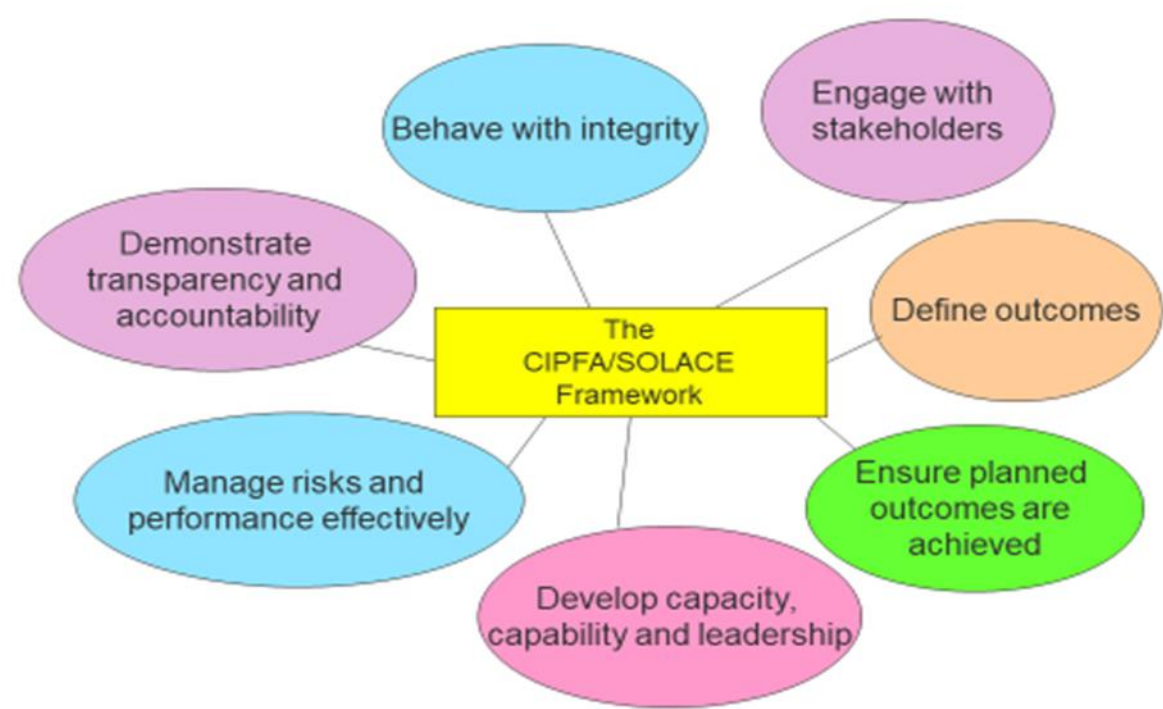 Behave with integrity
Engage with
stakeholders
Demonstrate
transparency and
accountability
The
CIPFA/SOLACE
Framework
Define outcomes
Manage risks and
performance effectively
Ensure planned
outcomes are
achieved
Develop capacity,
capability and leadership